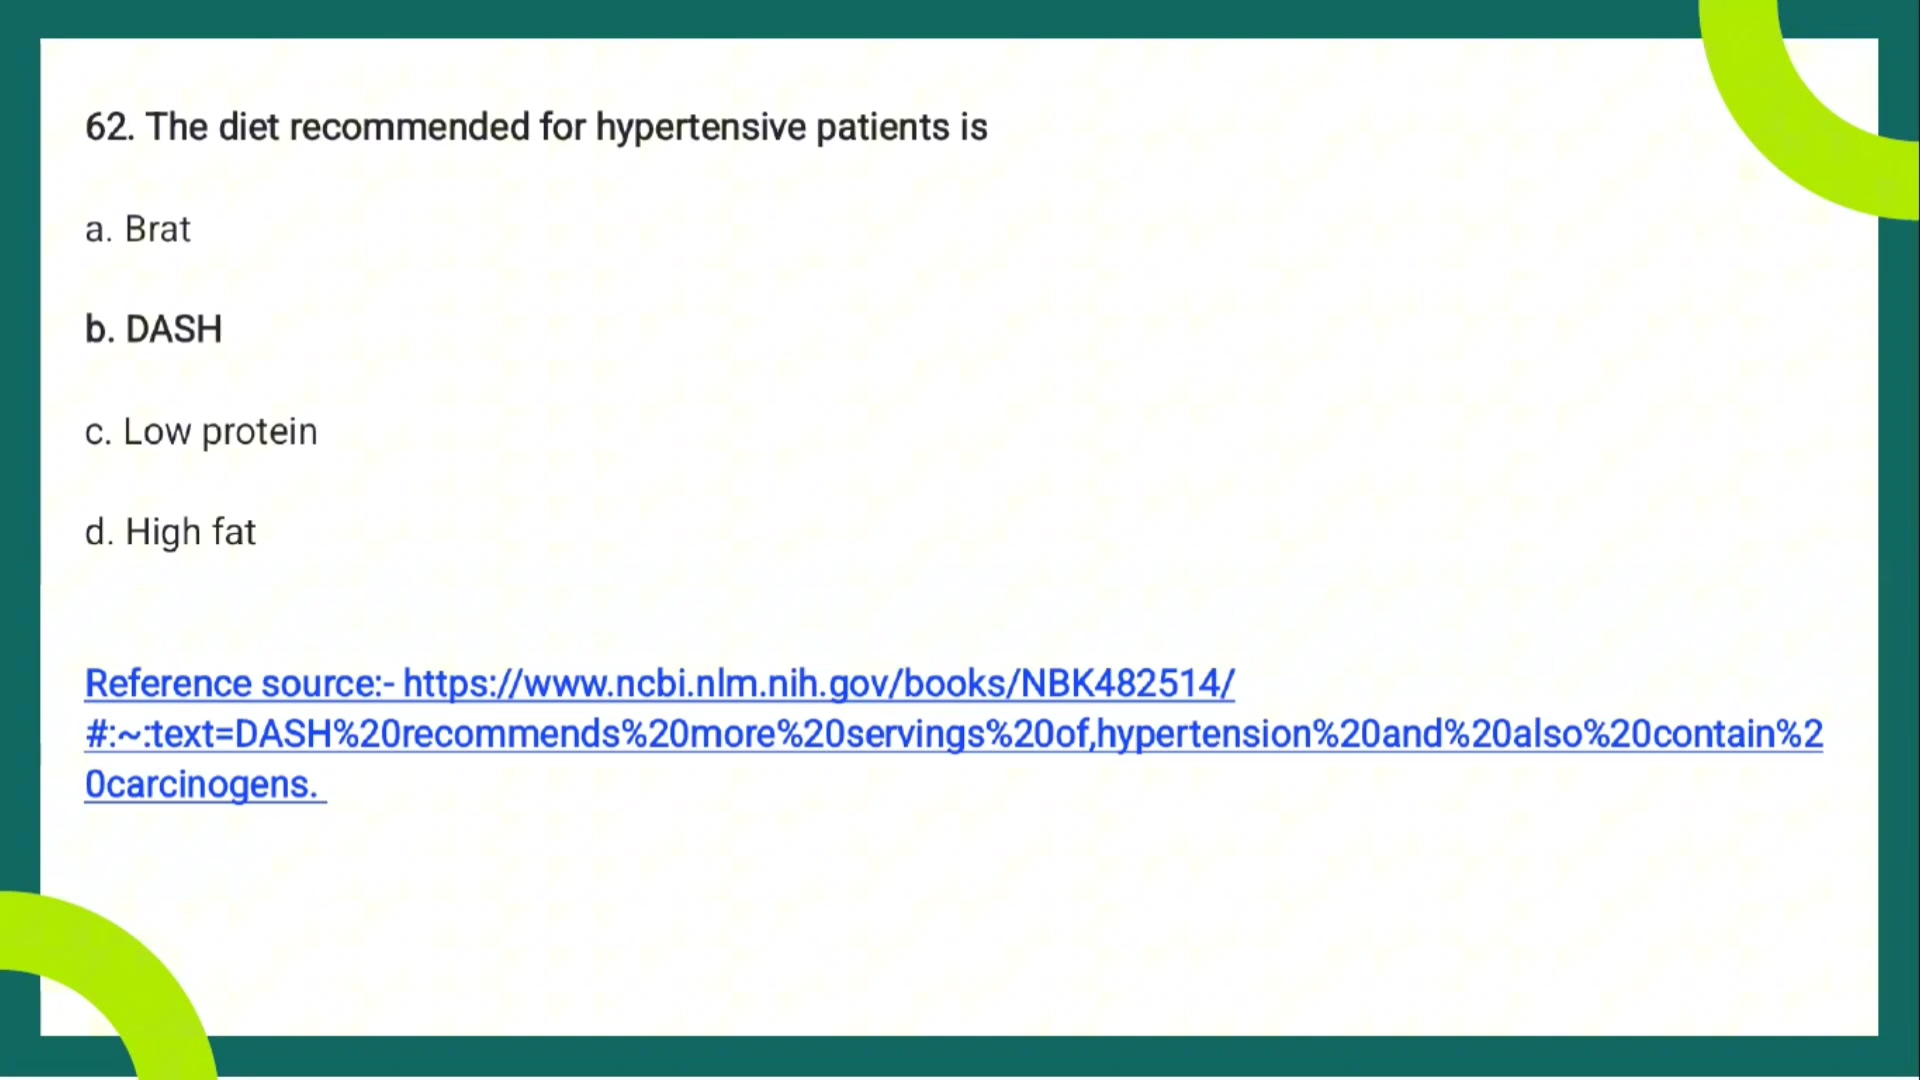 62. The diet recommended for hypertensive patients is
a. Brat
b. DASH
c. Low protein
d. High fat
Reference source:- https://www.ncbi.nlm.nih.gov/books/NBK482514/
#:~:text=DASH%20recommends%20more%20servings%20of,hypertension%20and%20also%20contain%2
0carcinogens.